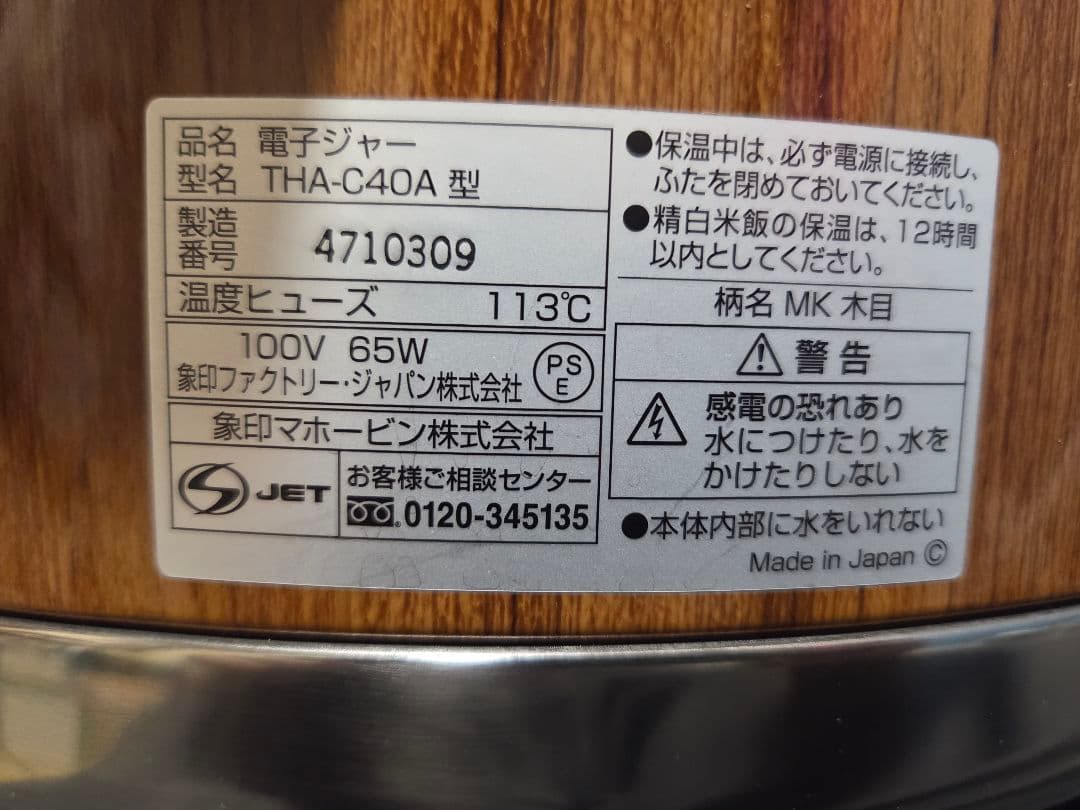 品名 電子ジャー
型名 THA-C40A 型
製造
番号 4710309
温度ヒューズ 113℃
100V 65W
象印ファクトリー・ジャパン株式会社
PS
E
象印マホービン株式会社
S JET
お客様ご相談センター
0120-345135
●保温中は、必ず電源に接続し、
ふたを閉めておいてください。
●精白米飯の保温は、12時間
以内としてください。
柄名 MK 木目
警告
感電の恐れあり
水につけたり、水を
かけたりしない
●本体内部に水をいれない
Made in Japan Ⓒ